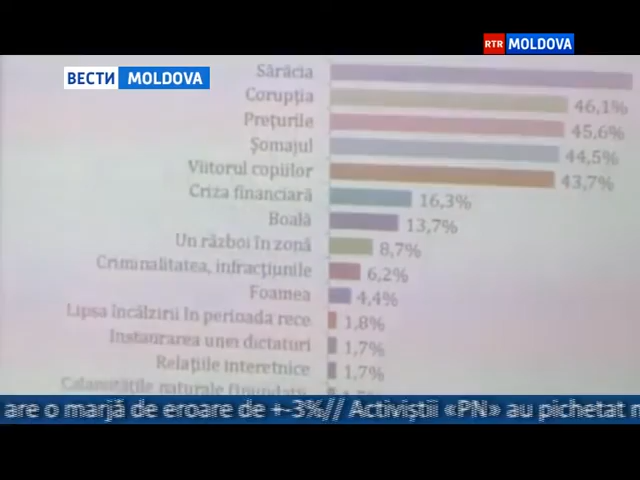 RTR MOLDOVA
ВЕСТИ MOLDOVA
Sărăcia
Corupția 46,1%
Prețurile 45,6%
Șomajul 44,5%
Viitorul copiilor 43,7%
Criza financiară 16,3%
Boală 13,7%
Un război în zonă 8,7%
Criminalitatea, infracțiunile 6,2%
Foamea 4,4%
Lipsa încălzirii în perioada rece 1,8%
Instaurarea unei dictaturi 1,7%
Relațiile interetnice 1,7%
Calamitățile naturale
are o marjă de eroare de +-3%// Activiștii «PN» au pichetat